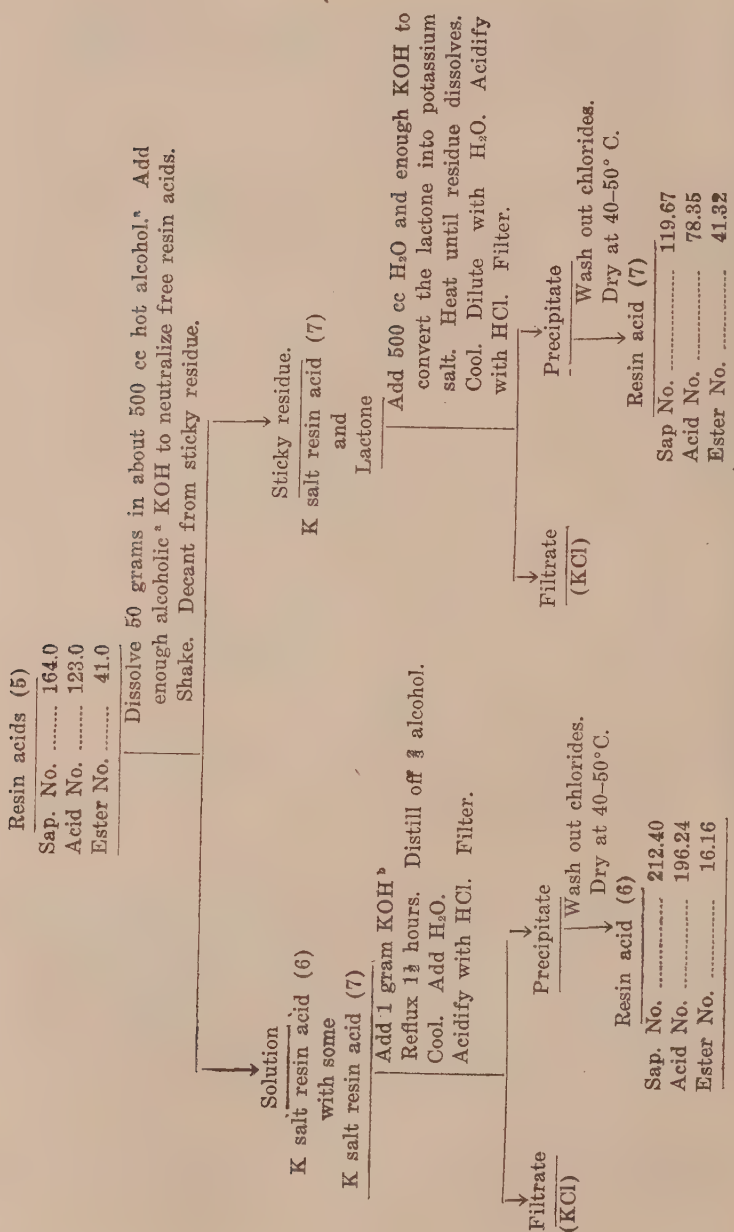 Resin acids (5)
Sap. No. ........ 164.0
Acid No. ........ 123.0
Ester No. ....... 41.0
Dissolve 50 grams in about 500 cc hot alcohol.ª Add
enough alcoholic ª KOH to neutralize free resin acids.
Shake. Decant from sticky residue.
Solution
K salt resin acid (6)
with some
K salt resin acid (7)
Add 1 gram KOH ᵇ
Reflux 1½ hours. Distill off alcohol.
Cool. Add H₂O.
Acidify with HCl. Filter.
Filtrate
(KCl)
Precipitate
Wash out chlorides.
Dry at 40–50°C.
Resin acid (6)
Sap. No. ................ 212.40
Acid No. ................ 196.24
Ester No. ............... 16.16
Sticky residue.
K salt resin acid (7)
and
Lactone
Add 500 cc H₂O and enough KOH to
convert the lactone into potassium
salt. Heat until residue dissolves.
Cool. Dilute with H₂O. Acidify
with HCl. Filter.
Filtrate
(KCl)
Precipitate
Wash out chlorides.
Dry at 40–50° C.
Resin acid (7)
Sap No. ................ 119.67
Acid No. ................ 78.35
Ester No. ............... 41.32